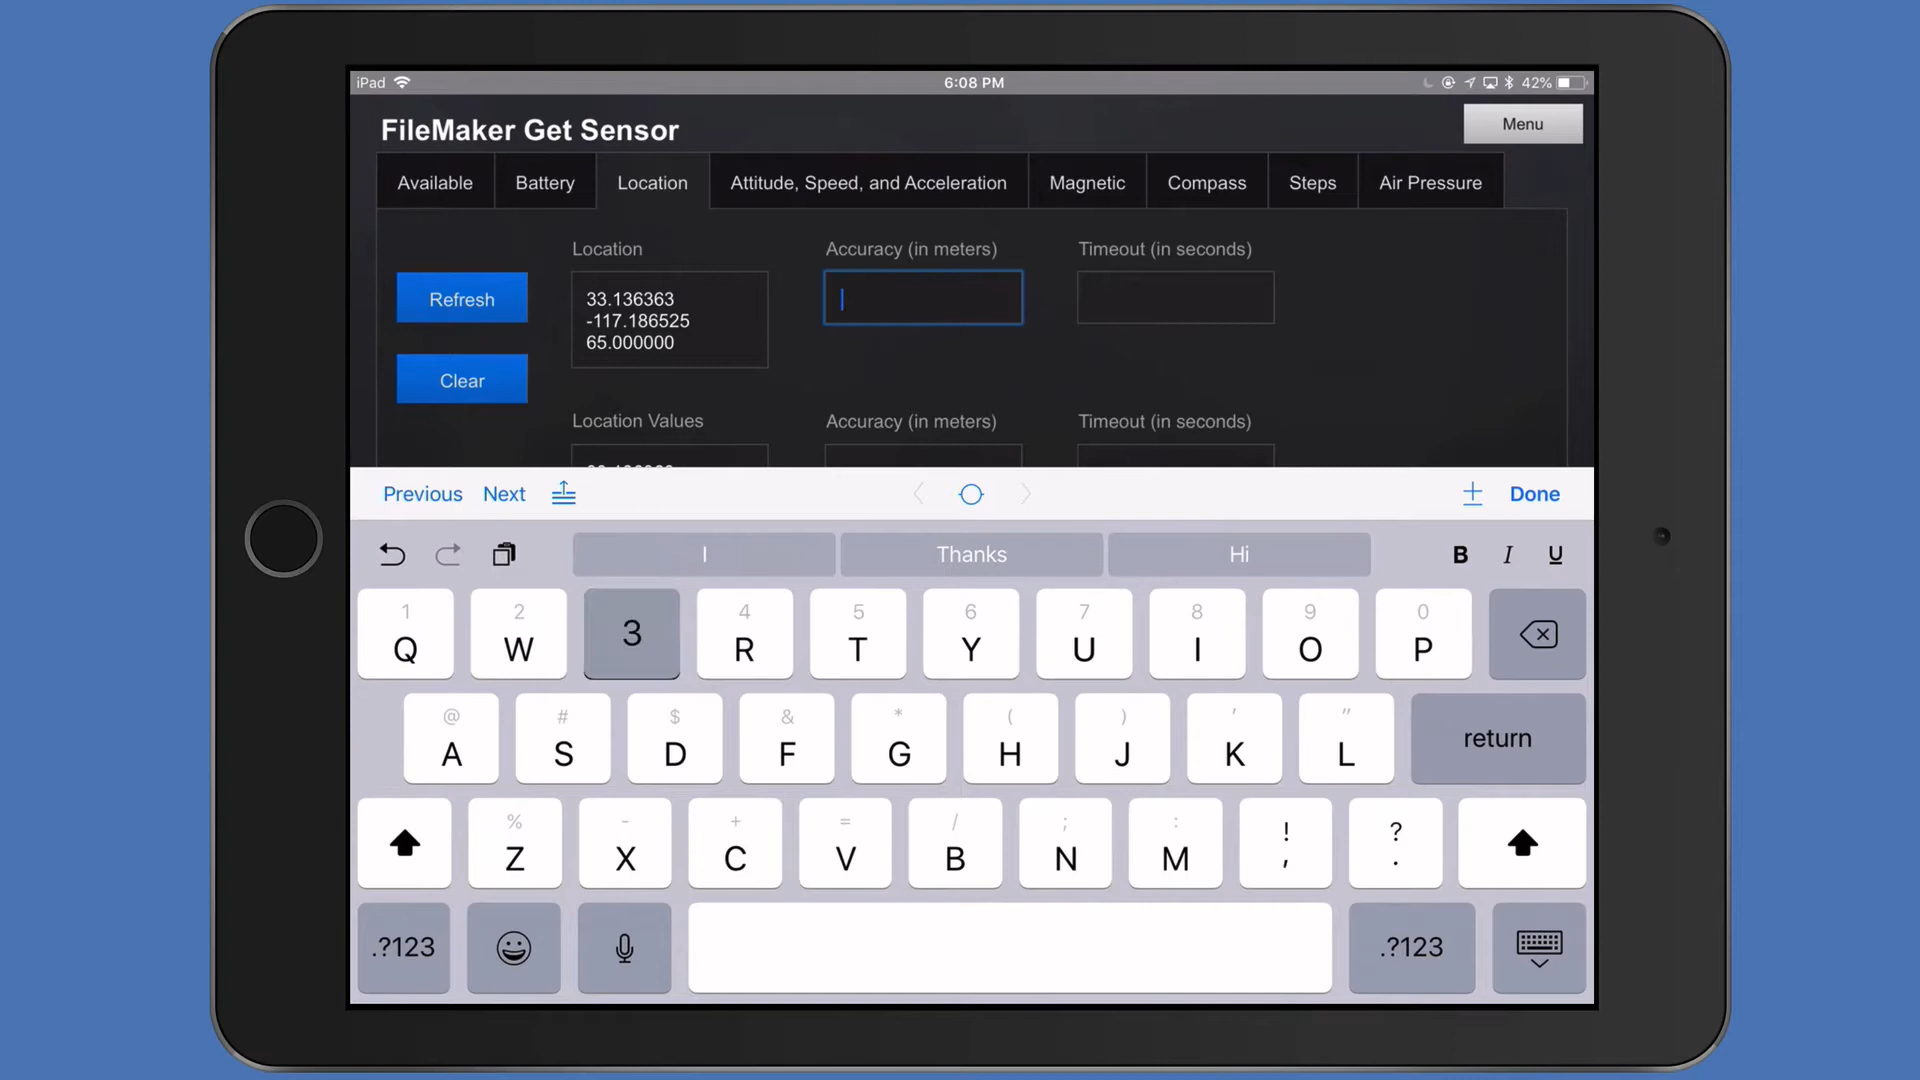 iPad
6:08 PM
42%
FileMaker Get Sensor
Menu
Available
Battery
Location
Attitude, Speed, and Acceleration
Magnetic
Compass
Steps
Air Pressure
Location
Accuracy (in meters)
Timeout (in seconds)
Refresh
33.136363
-117.186525
65.000000
Clear
Location Values
Accuracy (in meters)
Timeout (in seconds)
Previous
Next
Done
I
Thanks
Hi
B
I
U
1 2 4 5 6 7 8 9 0
Q W 3 R T Y U I O P
@ # $ & * ( ) ' "
A S D F G H J K L
return
% - + = / ; : ! ?
Z X C V B N M , .
.?123
.?123